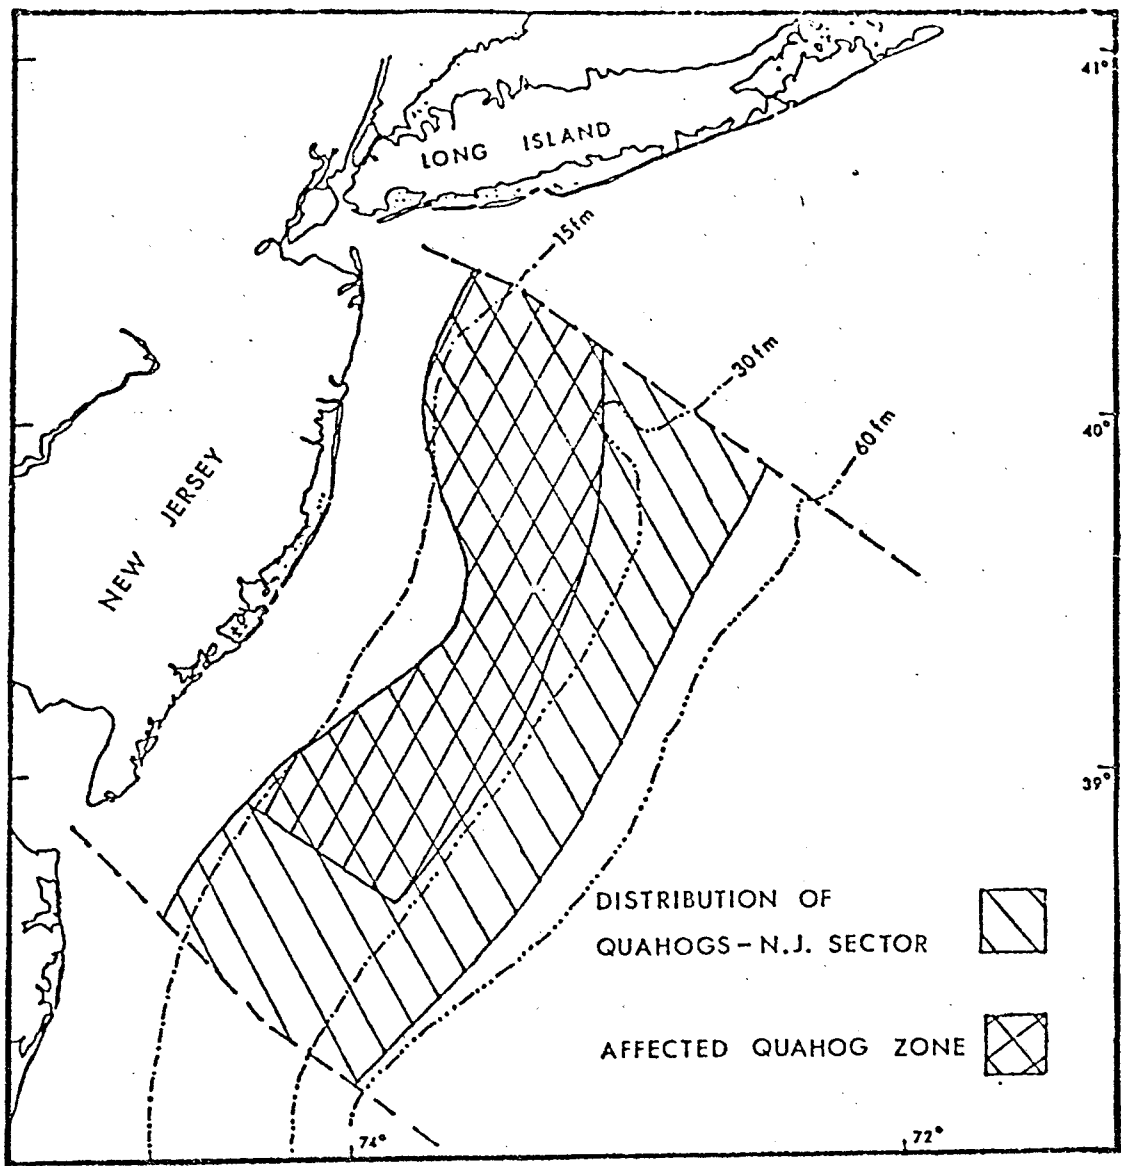 41°
LONG ISLAND
15fm
30fm
40°
60fm
NEW JERSEY
39°
DISTRIBUTION OF
QUAHOGS-N.J. SECTOR
AFFECTED QUAHOG ZONE
74°
72°